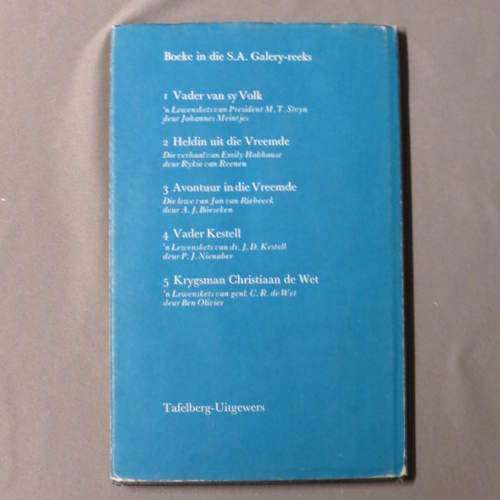 Boeke in die S.A. Galery-reeks
1 Vader van sy Volk
'n Lewenskets van President M. T. Steyn
deur Johannes Meintjes
2 Heldin uit die Vreemde
Die verhaal van Emily Hobhouse
deur Rykie van Reenen
3 Avontuur in die Vreemde
Die lewe van Jan van Riebeeck
deur A. J. Böeseken
4 Vader Kestell
'n Lewenskets van dr. J. D. Kestell
deur P. J. Nienaber
5 Krygsman Christiaan de Wet
'n Lewenskets van genl. C. R. de Wet
deur Ben Olivier
Tafelberg-Uitgewers